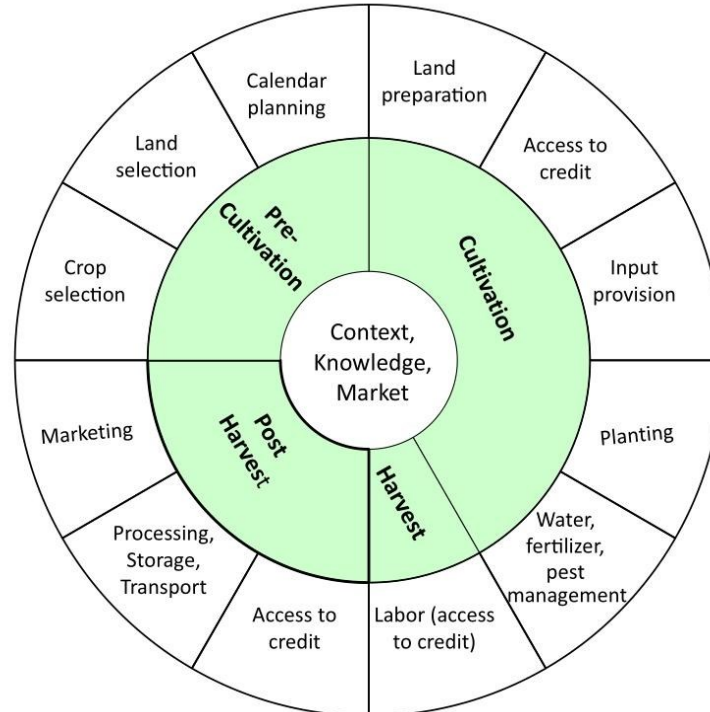 Calendar
planning
Land
preparation
Access to
credit
Input
provision
Planting
Water,
fertilizer,
pest
management
Labor (access
to credit)
Access to
credit
Processing,
Storage,
Transport
Marketing
Crop
selection
Land
selection
Pre-
Cultivation
Cultivation
Harvest
Post
Harvest
Context,
Knowledge,
Market